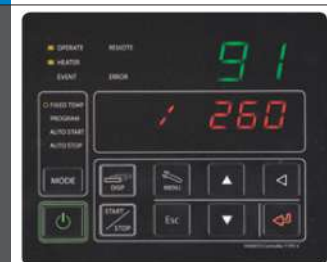 OPERATE REMOTE
HEATER
EVENT ERROR
91
FIXED TEMP
PROGRAM
AUTO START
AUTO STOP
260
MODE DISP MENU
START/STOP Esc